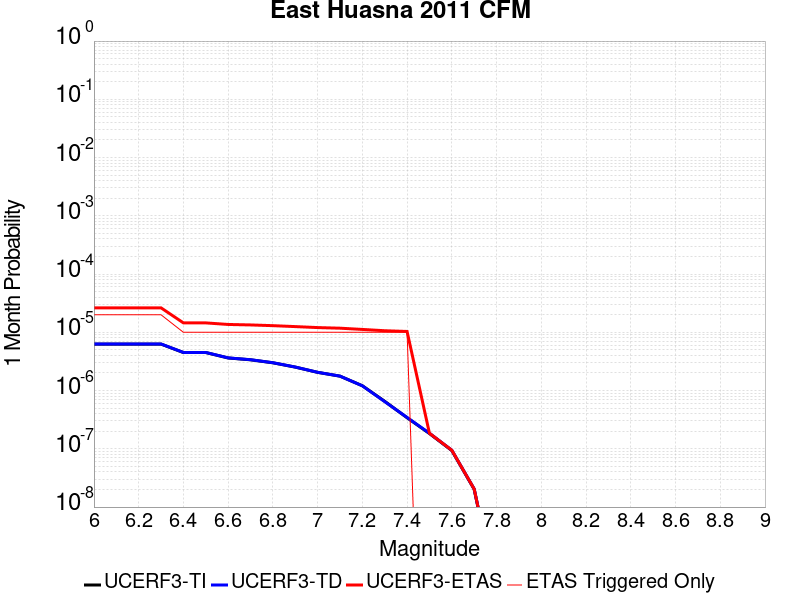 East Huasna 2011 CFM
10^0
10^-1
10^-2
10^-3
10^-4
10^-5
10^-6
10^-7
10^-8
1 Month Probability
6 6.2 6.4 6.6 6.8 7 7.2 7.4 7.6 7.8 8 8.2 8.4 8.6 8.8 9
Magnitude
UCERF3-TI UCERF3-TD UCERF3-ETAS ETAS Triggered Only